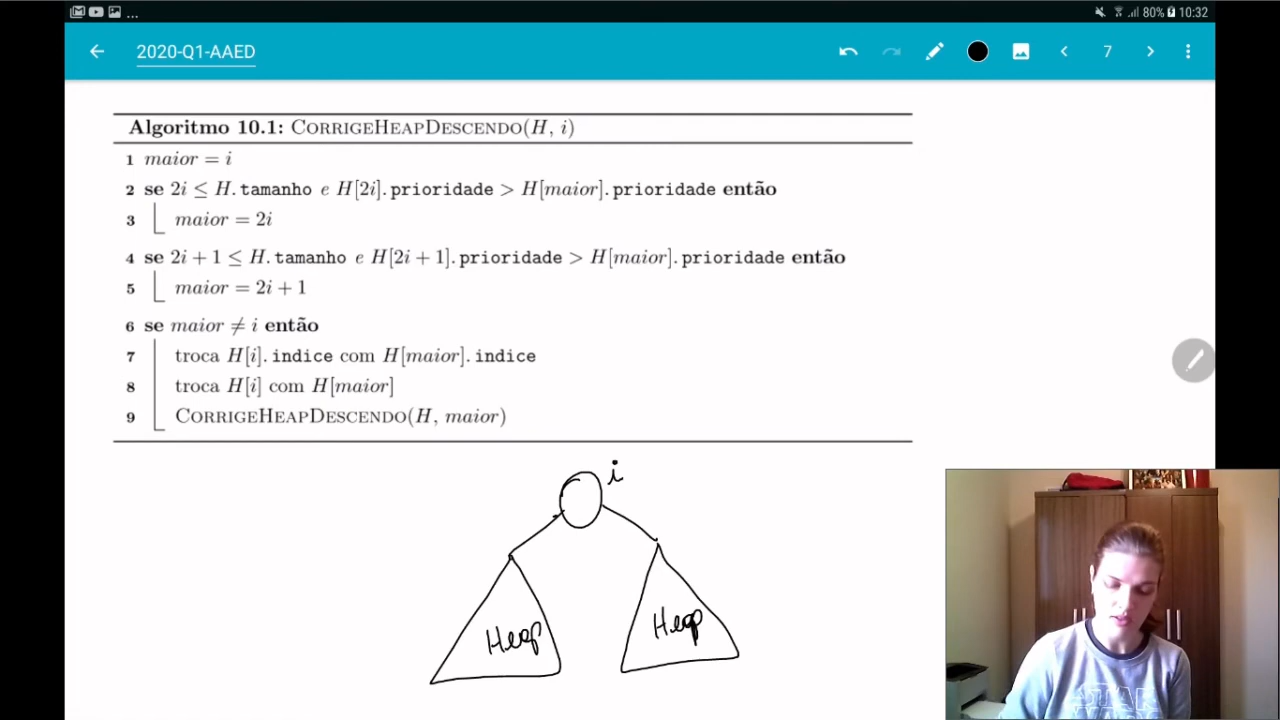 ... 80% 10:32
2020-Q1-AAED 7
Algoritmo 10.1: CORRIGEHEAPDESCENDO(H, i)
1 maior = i
2 se 2i ≤ H.tamanho e H[2i].prioridade > H[maior].prioridade então
3 maior = 2i
4 se 2i + 1 ≤ H.tamanho e H[2i + 1].prioridade > H[maior].prioridade então
5 maior = 2i + 1
6 se maior ≠ i então
7 troca H[i].indice com H[maior].indice
8 troca H[i] com H[maior]
9 CORRIGEHEAPDESCENDO(H, maior)
i
Heap Heap